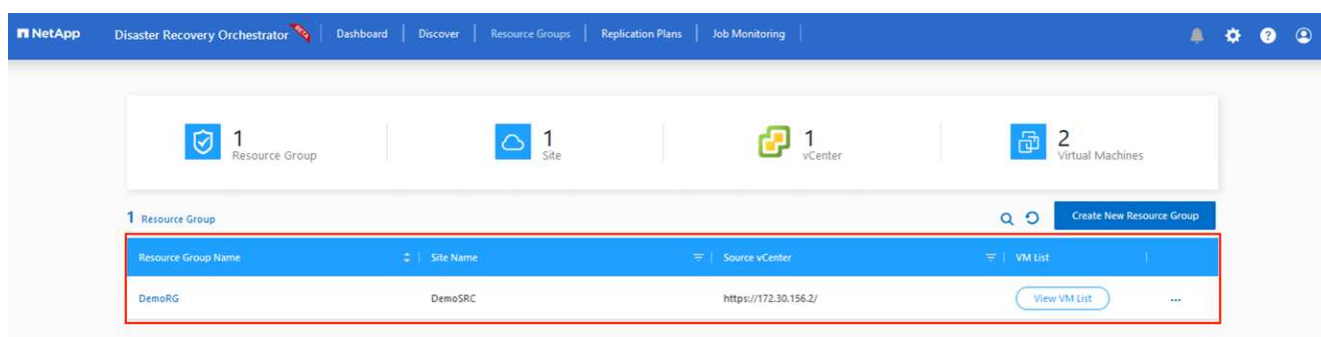 NetApp Disaster Recovery Orchestrator Dashboard Discover Resource Groups Replication Plans Job Monitoring
1
Resource Group
1
Site
1
vCenter
2
Virtual Machines
1 Resource Group Create New Resource Group
Resource Group Name Site Name Source vCenter VM List
DemoRG DemoSRC https://172.30.156.2/ View VM List ...